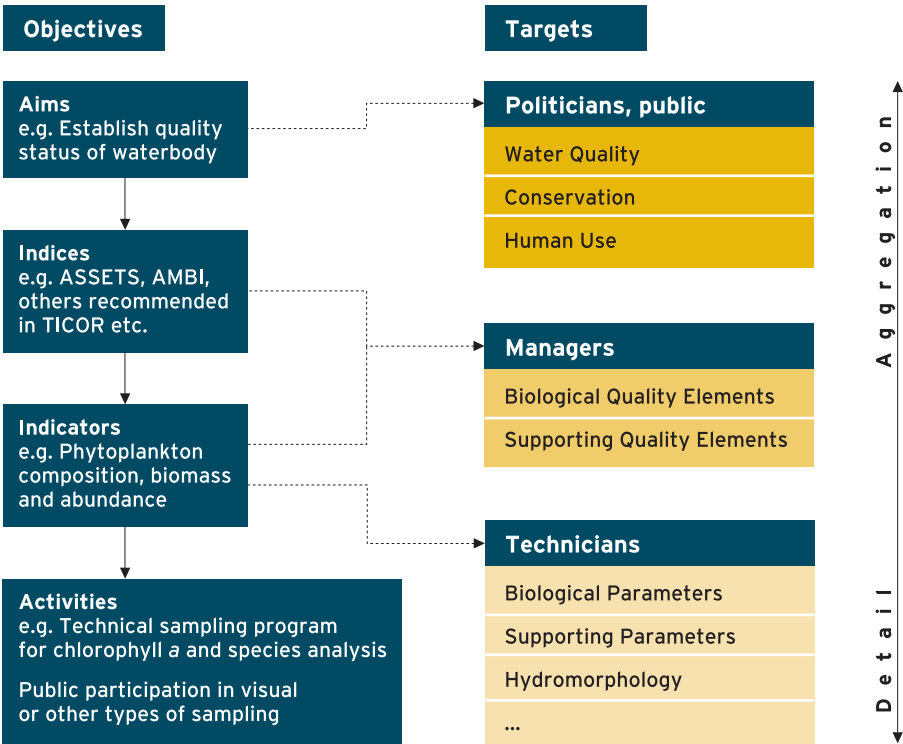 Objectives
Aims
e.g. Establish quality
status of waterbody
Indices
e.g. ASSETS, AMBI,
others recommended
in TICOR etc.
Indicators
e.g. Phytoplankton
composition, biomass
and abundance
Activities
e.g. Technical sampling program
for chlorophyll a and species analysis
Public participation in visual
or other types of sampling
Targets
Politicians, public
Water Quality
Conservation
Human Use
Managers
Biological Quality Elements
Supporting Quality Elements
Technicians
Biological Parameters
Supporting Parameters
Hydromorphology
...
Aggregation
Detail